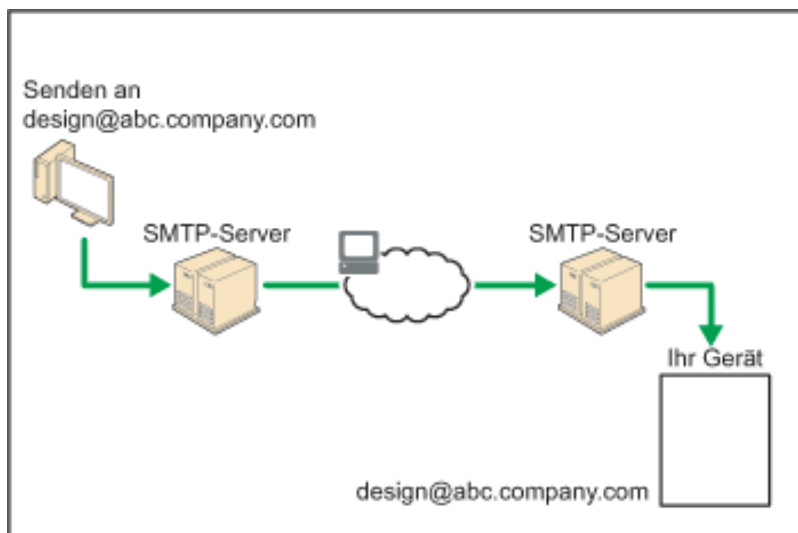 Senden an
design@abc.company.com
SMTP-Server
SMTP-Server
Ihr Gerät
design@abc.company.com